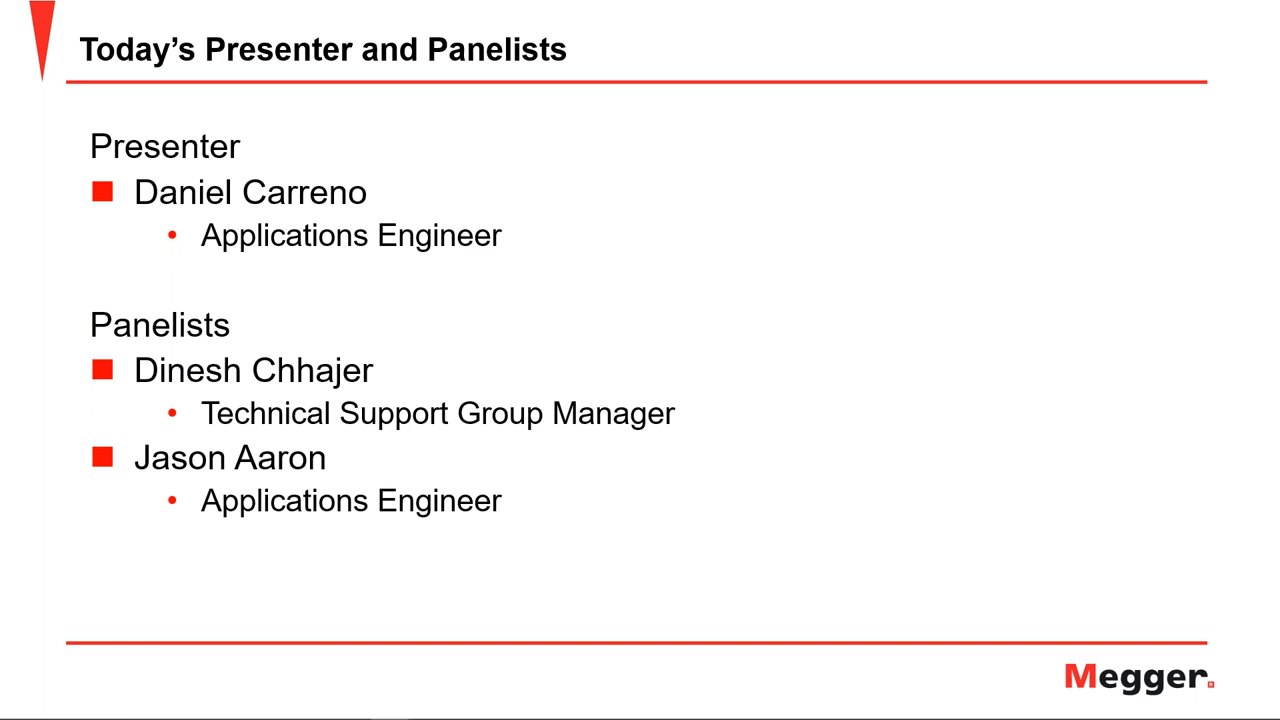 Today’s Presenter and Panelists
Presenter
Daniel Carreno
Applications Engineer
Panelists
Dinesh Chhajer
Technical Support Group Manager
Jason Aaron
Applications Engineer
Megger.